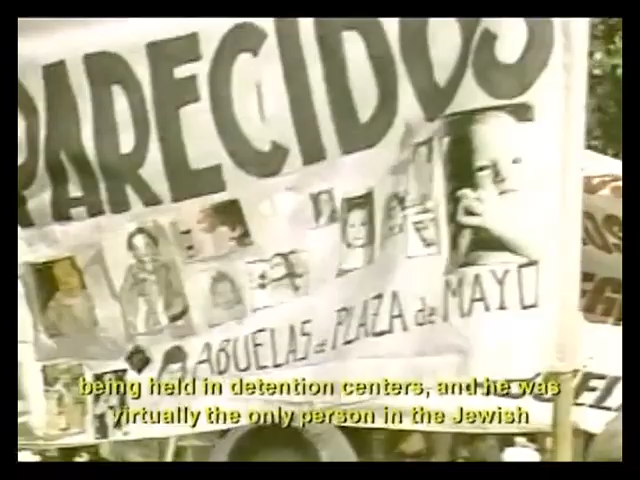 PARECIDOS
ABUELAS de PLAZA de MAYO
being held in detention centers, and he was
virtually the only person in the Jewish